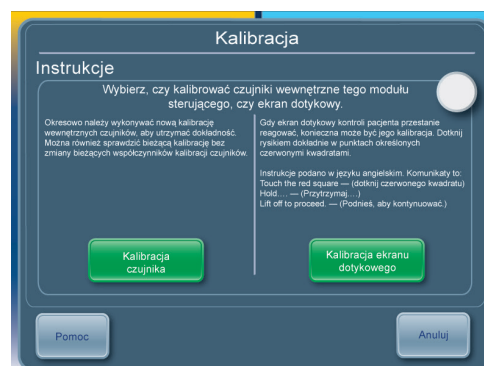 Kalibracja
Instrukcje
Wybierz, czy kalibrować czujniki wewnętrzne tego modułu
sterującego, czy ekran dotykowy.
Okresowo należy wykonywać nową kalibrację
wewnętrznych czujników, aby utrzymać dokładność.
Można również sprawdzić bieżącą kalibrację bez
zmiany bieżących współczynników kalibracji czujników.
Gdy ekran dotykowy kontroli pacjenta przestanie
reagować, konieczna może być jego kalibracja. Dotknij
rysikiem dokładnie w punktach określonych
czerwonymi kwadratami.
Instrukcje podano w języku angielskim. Komunikaty to:
Touch the red square — (dotknij czerwonego kwadratu)
Hold.... — (Przytrzymaj....)
Lift off to proceed. — (Podnieś, aby kontynuować.)
Kalibracja
czujnika
Kalibracja ekranu
dotykowego
Pomoc
Anuluj